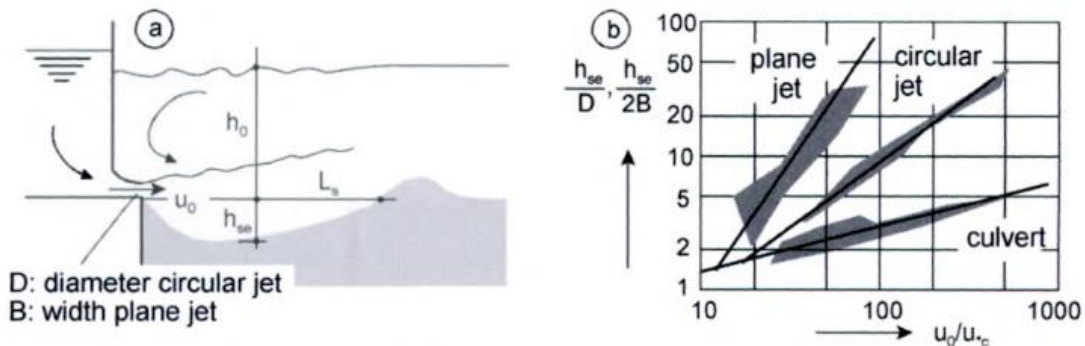 a
h₀
Lₛ
u₀
hₛₑ
D: diameter circular jet
B: width plane jet
b
hₛₑ/D, hₛₑ/2B
100
50
20
10
5
2
1
plane jet
circular jet
culvert
10
100
1000
u₀/u*c